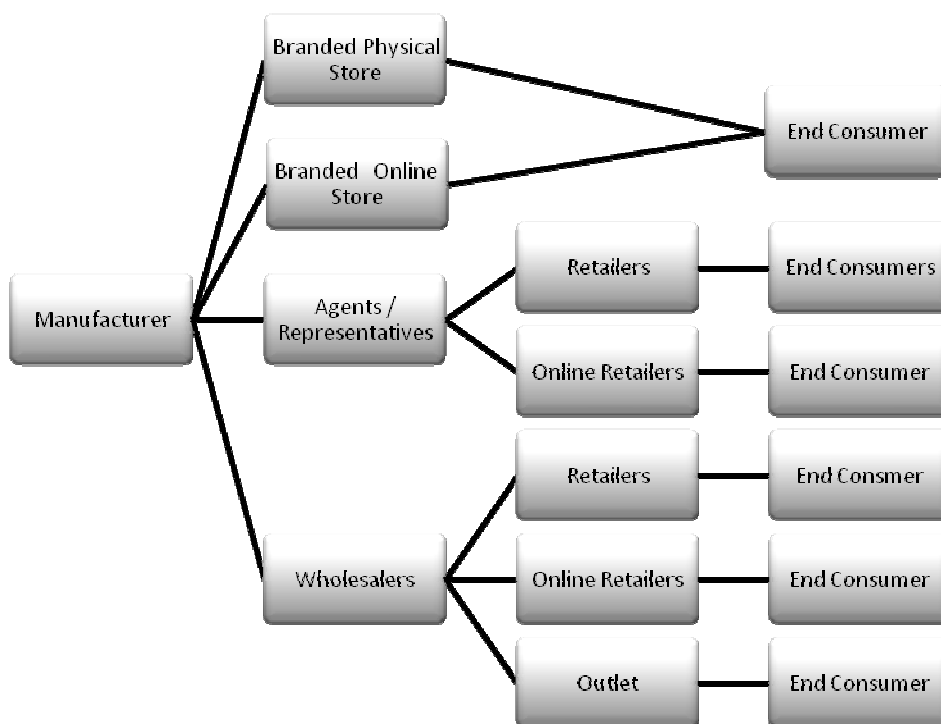 Branded Physical
Store
End Consumer
Branded Online
Store
Retailers
End Consumers
Manufacturer
Agents /
Representatives
Online Retailers
End Consumer
Retailers
End Consmer
Wholesalers
Online Retailers
End Consumer
Outlet
End Consumer